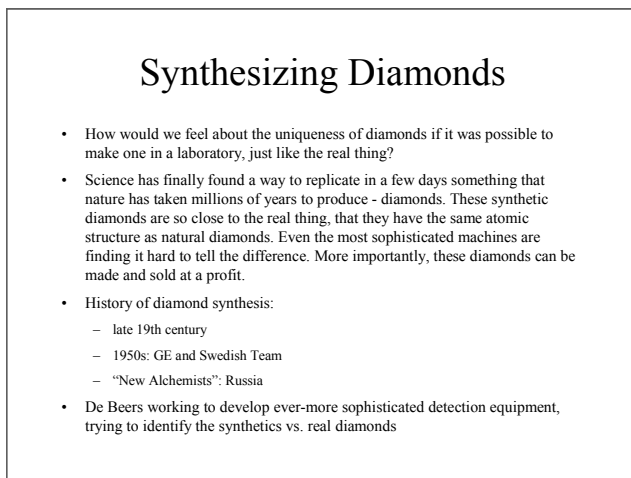 Synthesizing Diamonds
• How would we feel about the uniqueness of diamonds if it was possible to
make one in a laboratory, just like the real thing?
• Science has finally found a way to replicate in a few days something that
nature has taken millions of years to produce - diamonds. These synthetic
diamonds are so close to the real thing, that they have the same atomic
structure as natural diamonds. Even the most sophisticated machines are
finding it hard to tell the difference. More importantly, these diamonds can be
made and sold at a profit.
• History of diamond synthesis:
– late 19th century
– 1950s: GE and Swedish Team
– “New Alchemists”: Russia
• De Beers working to develop ever-more sophisticated detection equipment,
trying to identify the synthetics vs. real diamonds